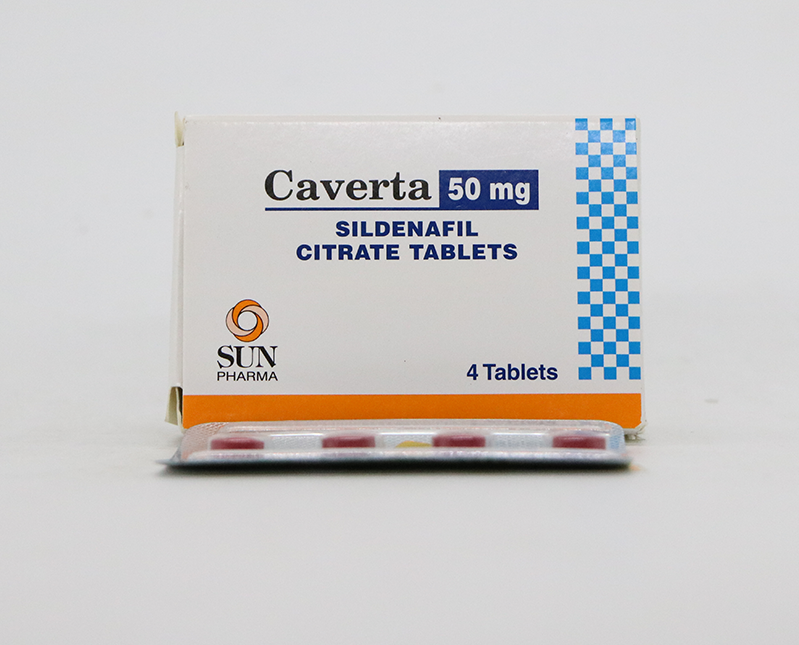 Caverta 50 mg
SILDENAFIL
CITRATE TABLETS
SUN
PHARMA
4 Tablets